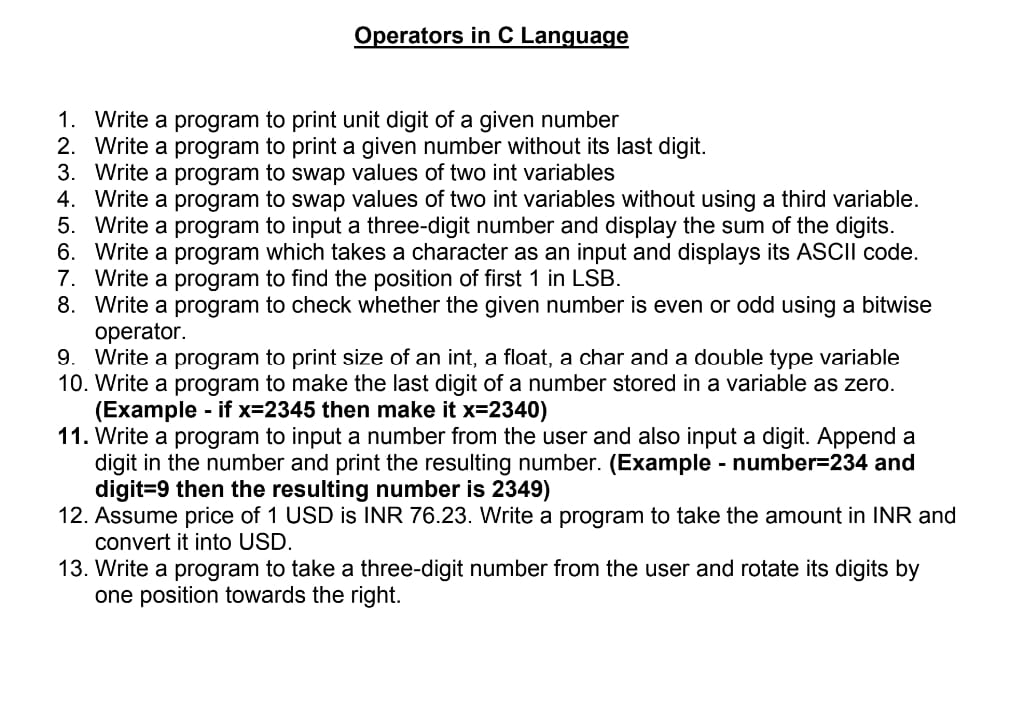 Operators in C Language
1. Write a program to print unit digit of a given number
2. Write a program to print a given number without its last digit.
3. Write a program to swap values of two int variables
4. Write a program to swap values of two int variables without using a third variable.
5. Write a program to input a three-digit number and display the sum of the digits.
6. Write a program which takes a character as an input and displays its ASCII code.
7. Write a program to find the position of first 1 in LSB.
8. Write a program to check whether the given number is even or odd using a bitwise
operator.
9. Write a program to print size of an int, a float, a char and a double type variable
10. Write a program to make the last digit of a number stored in a variable as zero.
(Example - if x=2345 then make it x=2340)
11. Write a program to input a number from the user and also input a digit. Append a
digit in the number and print the resulting number. (Example - number=234 and
digit=9 then the resulting number is 2349)
12. Assume price of 1 USD is INR 76.23. Write a program to take the amount in INR and
convert it into USD.
13. Write a program to take a three-digit number from the user and rotate its digits by
one position towards the right.